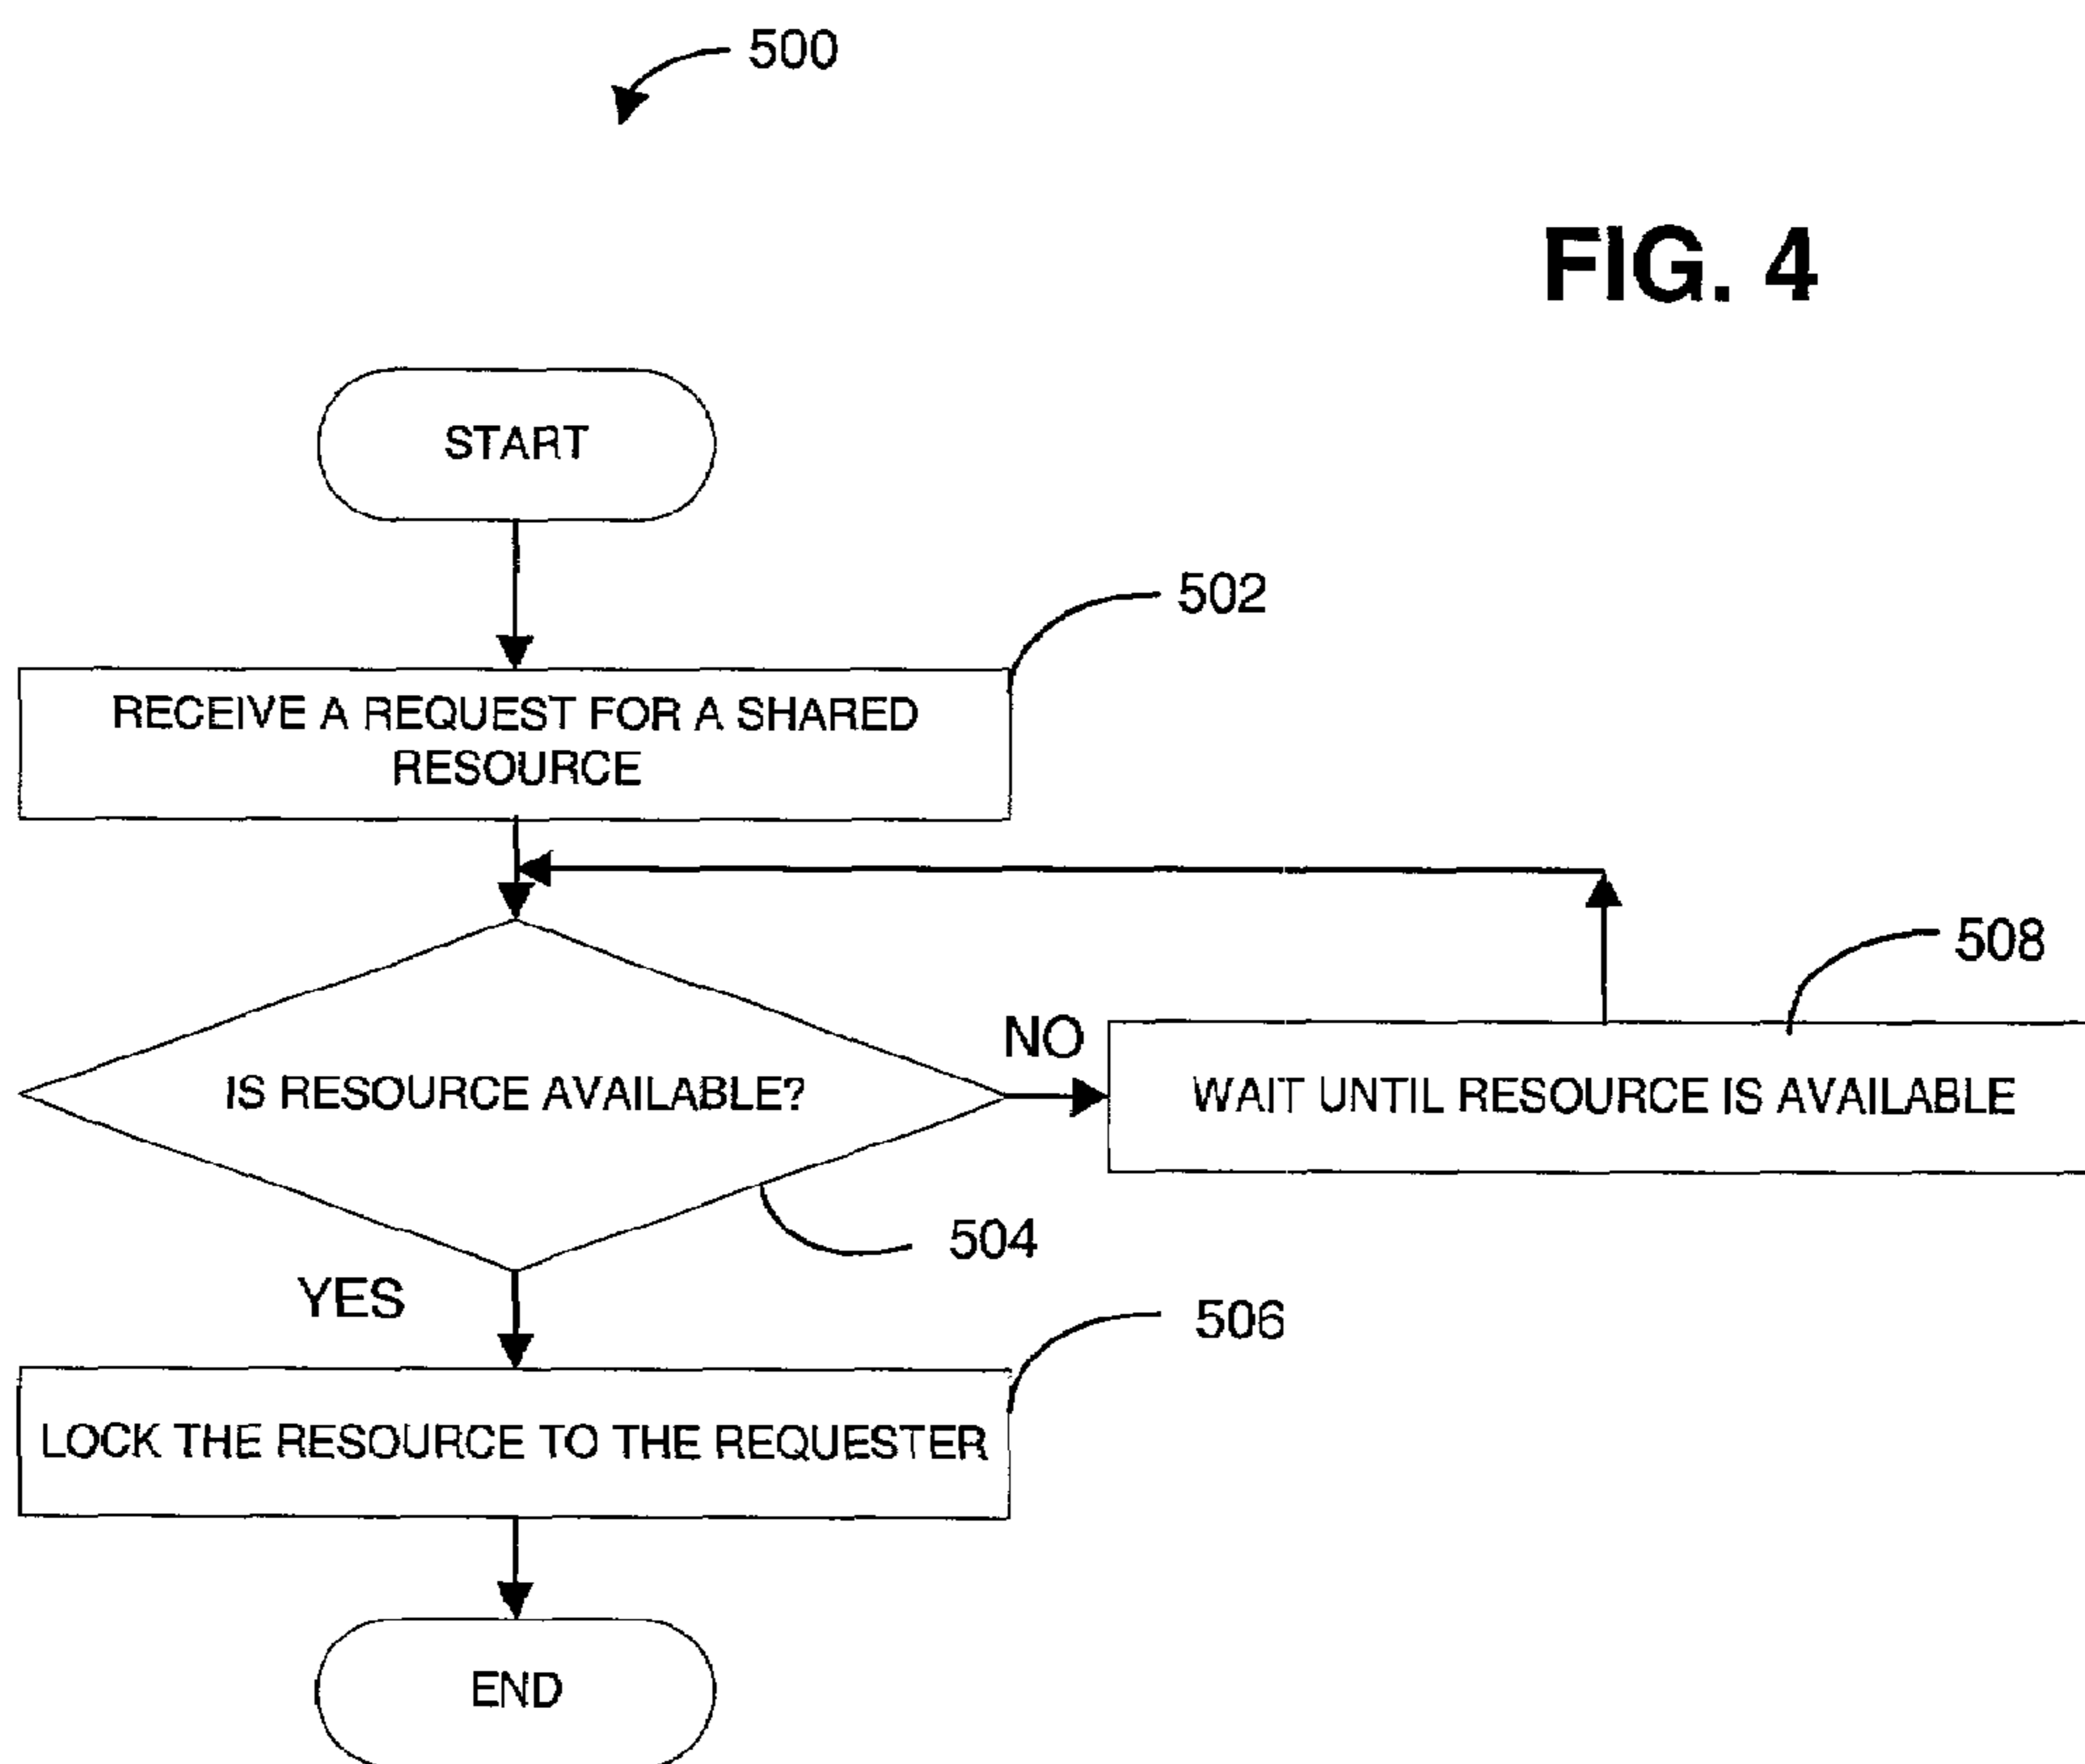 500
FIG. 4
START
502
RECEIVE A REQUEST FOR A SHARED
RESOURCE
508
NO
IS RESOURCE AVAILABLE?
WAIT UNTIL RESOURCE IS AVAILABLE
504
YES
506
LOCK THE RESOURCE TO THE REQUESTER
END